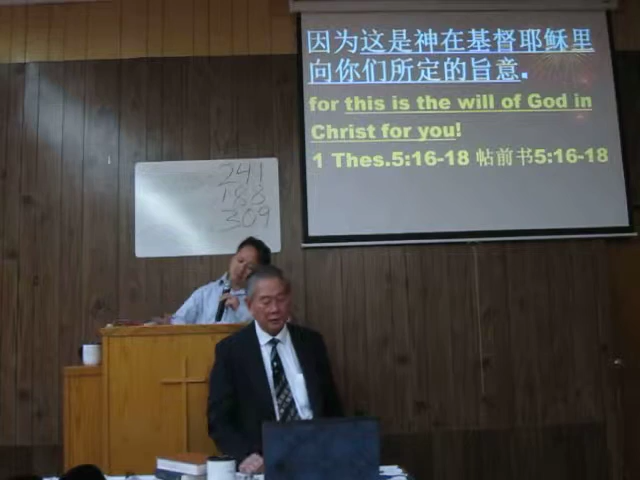 因为这是神在基督耶稣里
向你们所定的旨意.
for this is the will of God in
Christ for you!
1 Thes.5:16-18 帖前书5:16-18
241
188
309